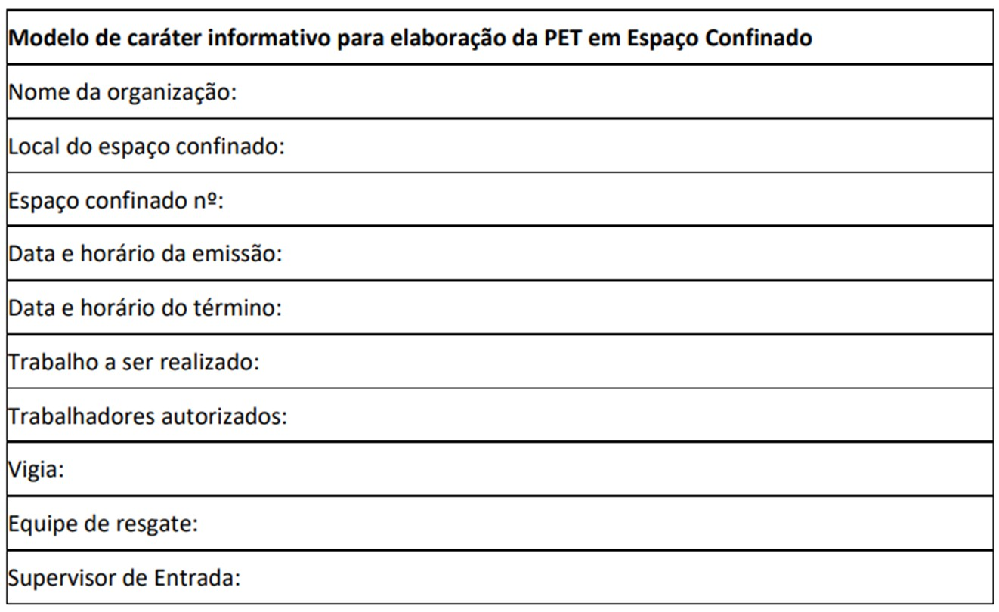 Modelo de caráter informativo para elaboração da PET em Espaço Confinado
Nome da organização:
Local do espaço confinado:
Espaço confinado nº:
Data e horário da emissão:
Data e horário do término:
Trabalho a ser realizado:
Trabalhadores autorizados:
Vigia:
Equipe de resgate:
Supervisor de Entrada: